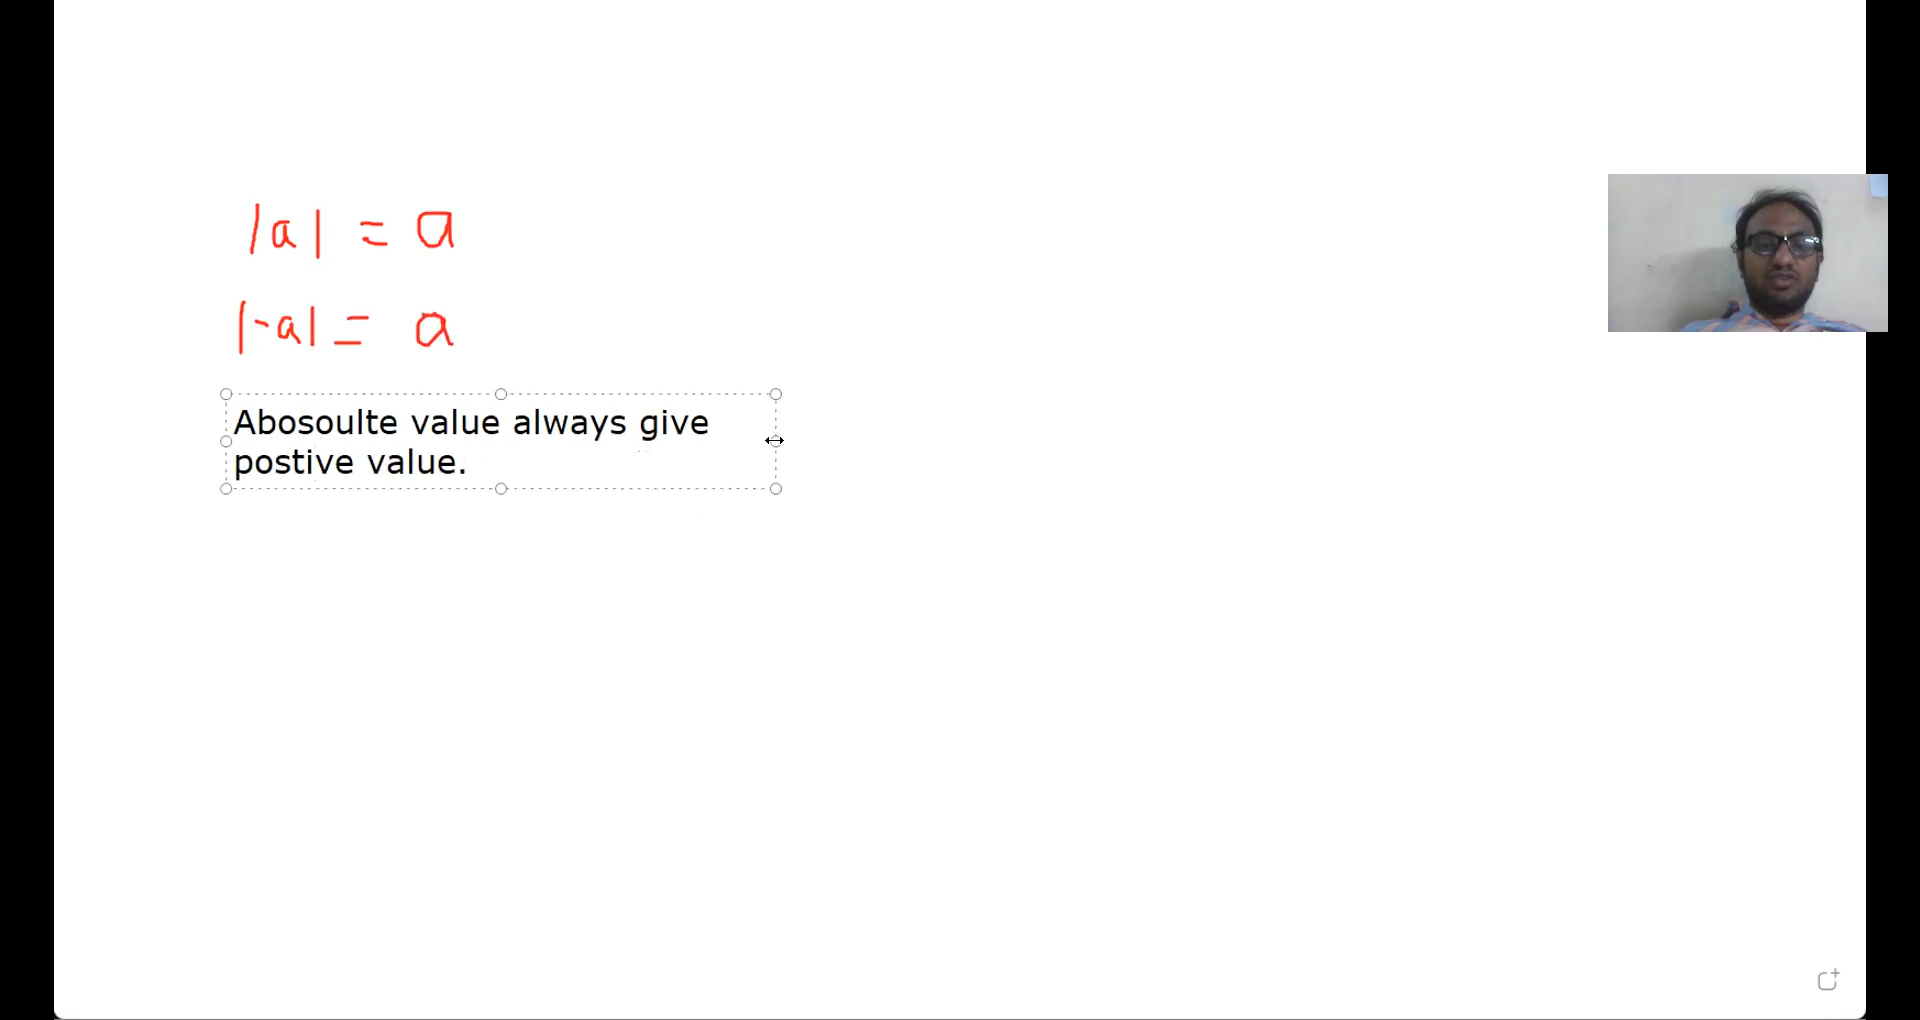 |a| = a
|-a| = a
Abosoulte value always give
postive value.